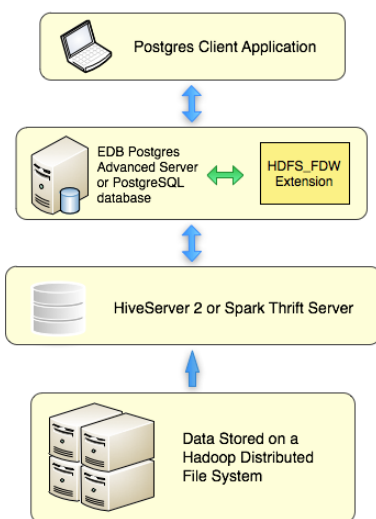 Postgres Client Application
EDB Postgres
Advanced Server
or PostgreSQL
database
HDFS_FDW
Extension
HiveServer 2 or Spark Thrift Server
Data Stored on a
Hadoop Distributed
File System